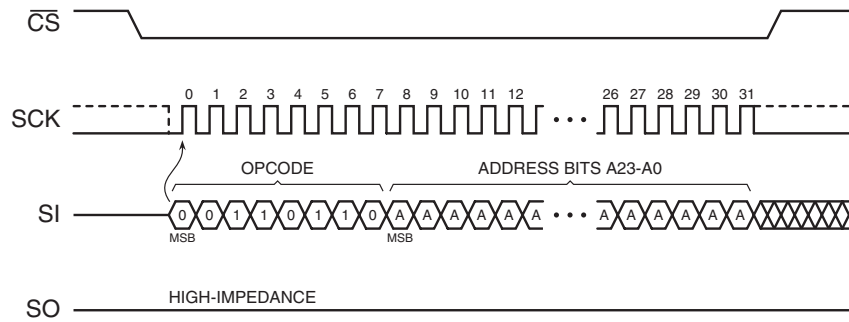 CS
0 1 2 3 4 5 6 7 8 9 10 11 12 26 27 28 29 30 31
SCK
OPCODE ADDRESS BITS A23-A0
SI 0 0 1 1 0 1 1 0 A A A A A A A A A A A A
MSB MSB
HIGH-IMPEDANCE
SO